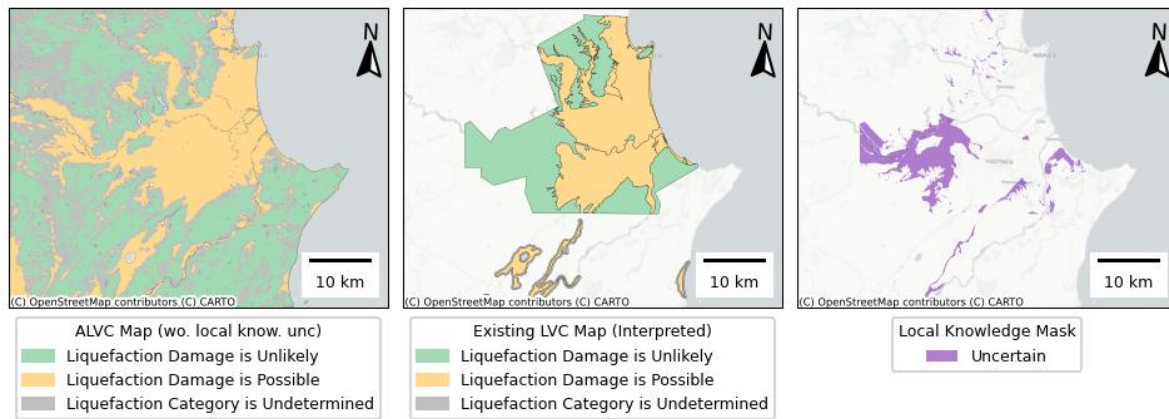 N
10 km
(C) OpenStreetMap contributors (C) CARTO
ALVC Map (wo. local know. unc)
Liquefaction Damage is Unlikely
Liquefaction Damage is Possible
Liquefaction Category is Undetermined
N
10 km
(C) OpenStreetMap contributors (C) CARTO
Existing LVC Map (Interpreted)
Liquefaction Damage is Unlikely
Liquefaction Damage is Possible
Liquefaction Category is Undetermined
N
HASTINGS
10 km
(C) OpenStreetMap contributors (C) CARTO
Local Knowledge Mask
Uncertain